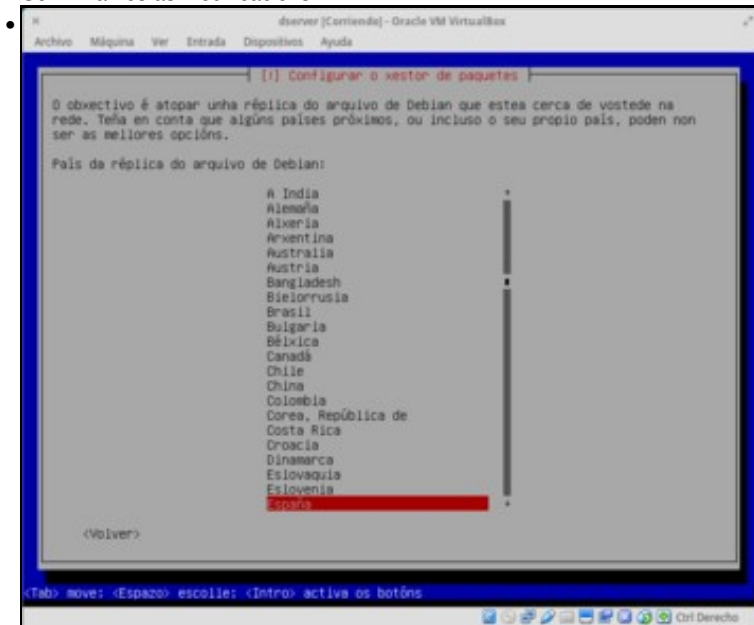 dserver [Corriendo] - Oracle VM VirtualBox
Archivo Máquina Ver Entrada Dispositivos Ayuda
[!] Configurar o xestor de paquetes
O obxectivo é atopar unha réplica do arquivo de Debian que estea cerca de vostede na
rede. Teña en conta que algúns países próximos, ou incluso o seu propio país, poden non
ser as mellores opcións.
País da réplica do arquivo de Debian:
A India
Alemaña
Alxeria
Arxentina
Australia
Austria
Bangladesh
Bielorrusia
Brasil
Bulgaria
Bélxica
Canadá
Chile
China
Colombia
Corea, República de
Costa Rica
Croacia
Dinamarca
Eslovaquia
Eslovenia
España
<Volver>
<Tab> move; <Espazo> escolle; <Intro> activa os botóns
Ctrl Derecho